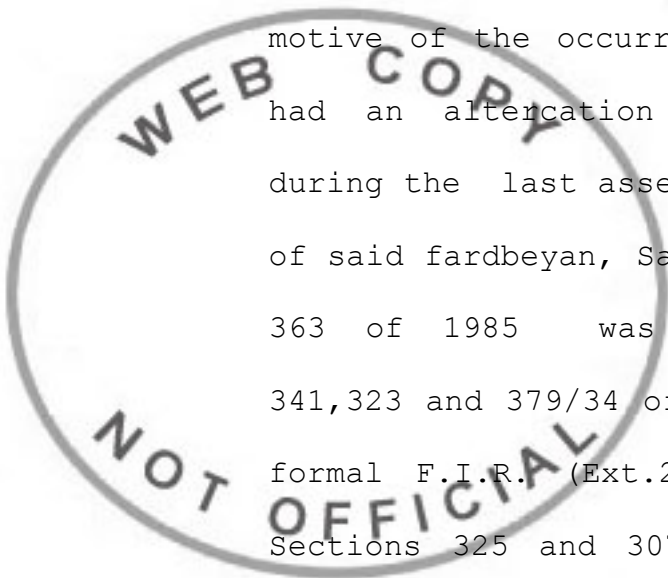 motive of the occurr
WEB COPY
had an altercation
during the last asse
of said fardbeyan, Sa
363 of 1985 was
341,323 and 379/34 of
formal F.I.R. (Ext.2
NOT OFFICIAL
Sections 325 and 307